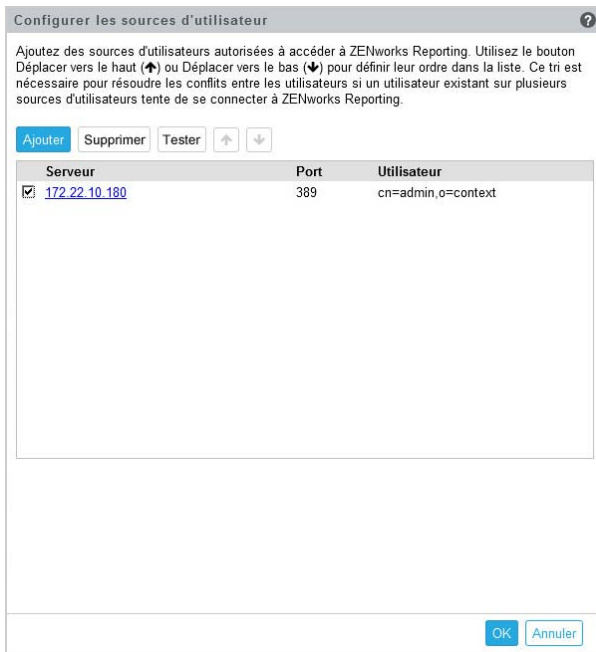 Configurer les sources d'utilisateur ?
Ajoutez des sources d'utilisateurs autorisées à accéder à ZENworks Reporting. Utilisez le bouton
Déplacer vers le haut (↑) ou Déplacer vers le bas (↓) pour définir leur ordre dans la liste. Ce tri est
nécessaire pour résoudre les conflits entre les utilisateurs si un utilisateur existant sur plusieurs
sources d'utilisateurs tente de se connecter à ZENworks Reporting.
Ajouter Supprimer Tester ↑ ↓
Serveur Port Utilisateur
172.22.10.180 389 cn=admin,o=context
OK Annuler